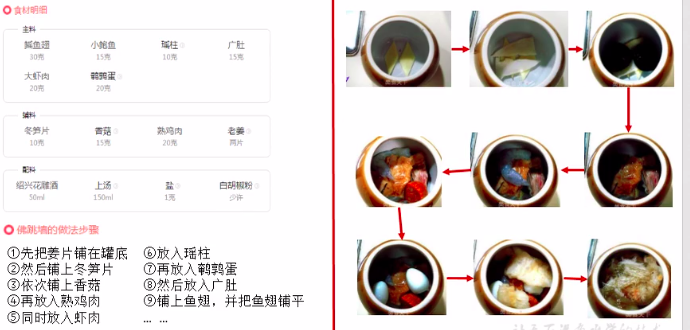 食材明细
主料
鲨鱼翅 小鲍鱼 瑶柱 广肚
30克 15克 10克 15克
大虾肉 鹌鹑蛋
20克 20克
辅料
冬笋片 香菇 熟鸡肉 老姜
10克 15克 20克 两片
配料
绍兴花雕酒 上汤 盐 白胡椒粉
50ml 150ml 1克 少许
佛跳墙的做法步骤
①先把姜片铺在罐底 ⑥放入瑶柱
②然后铺上冬笋片 ⑦再放入鹌鹑蛋
③依次铺上香菇 ⑧然后放入广肚
④再放入熟鸡肉 ⑨铺上鱼翅，并把鱼翅铺平
⑤同时放入虾肉 … …